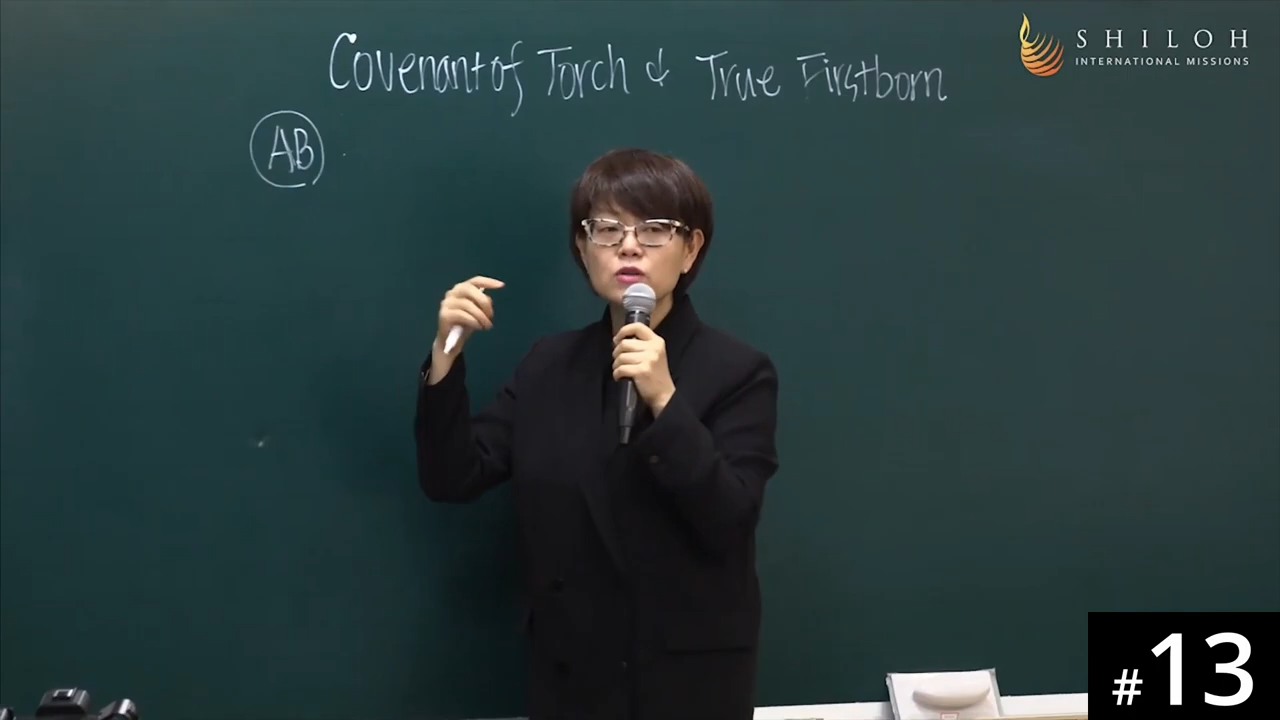 Covenant of Torch & True Firstborn
SHILOH
INTERNATIONAL MISSIONS
AB
#13